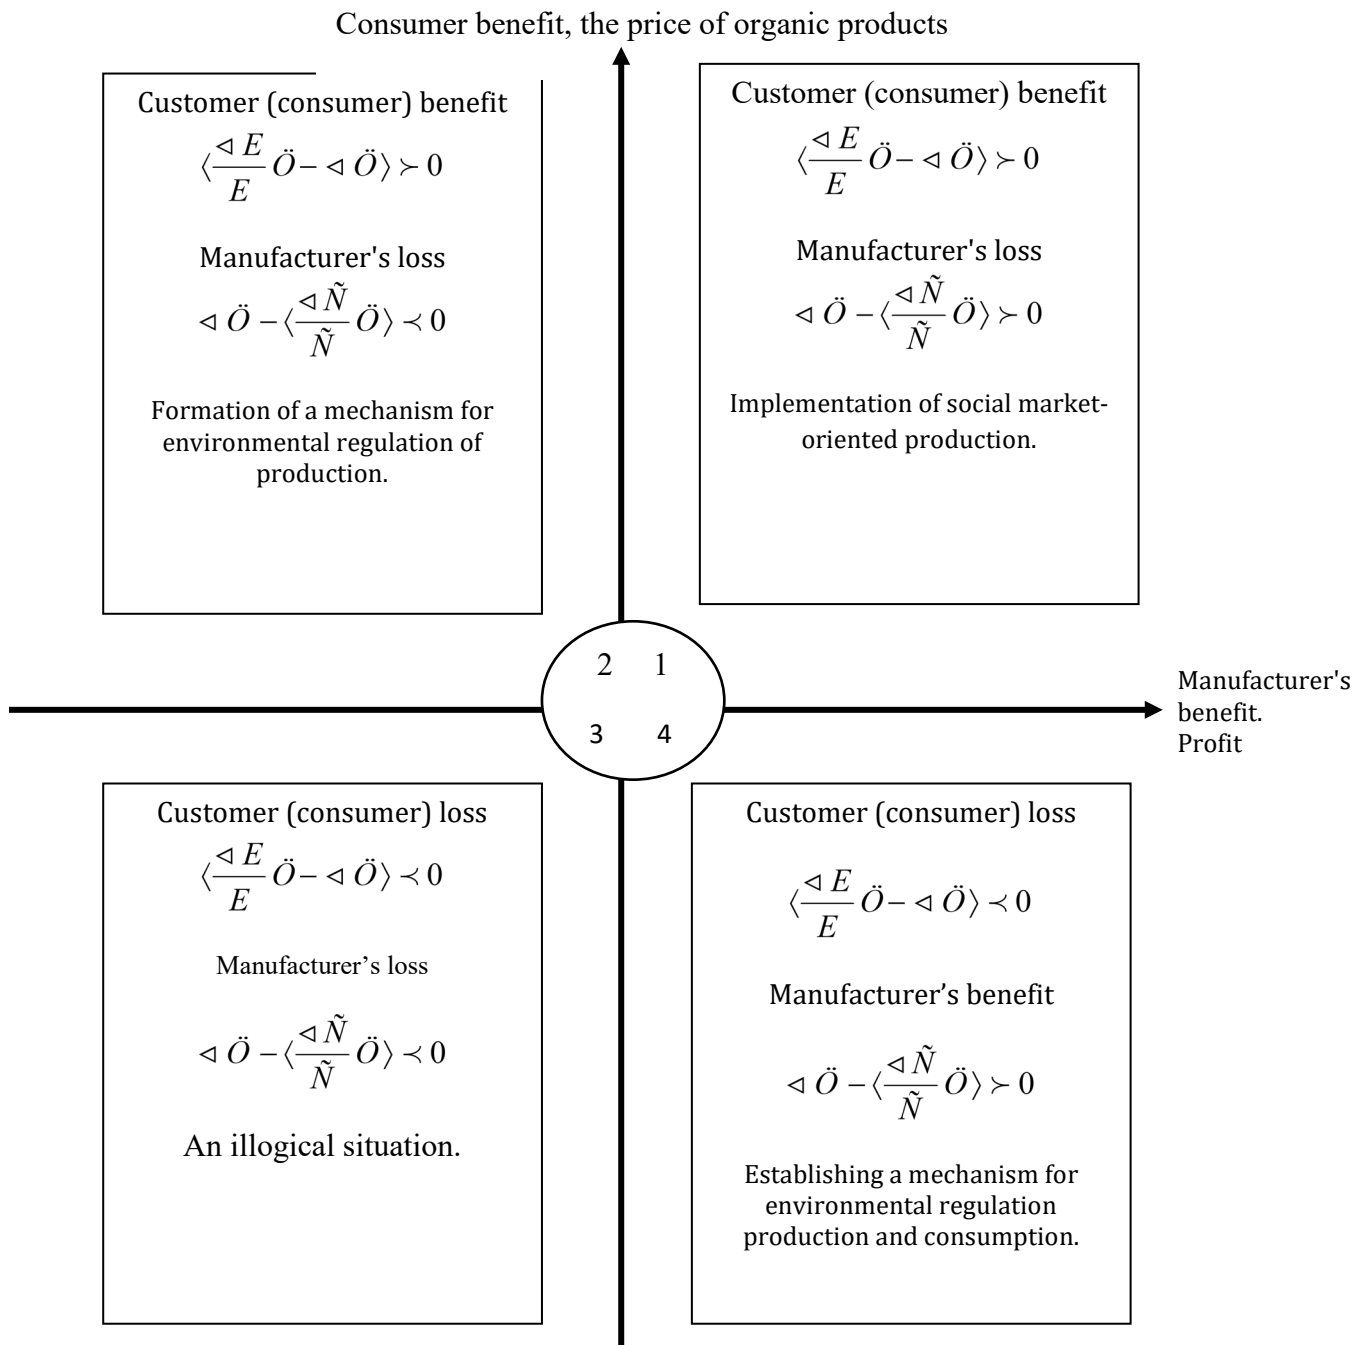 Consumer benefit, the price of organic products
Customer (consumer) benefit
⟨⊲ E / E Ö − ⊲ Ö⟩ ≻ 0
Manufacturer's loss
⊲ Ö − ⟨⊲ Ñ / Ñ Ö⟩ ≺ 0
Formation of a mechanism for
environmental regulation of
production.
Customer (consumer) benefit
⟨⊲ E / E Ö − ⊲ Ö⟩ ≻ 0
Manufacturer's loss
⊲ Ö − ⟨⊲ Ñ / Ñ Ö⟩ ≻ 0
Implementation of social market-
oriented production.
2 1
3 4
Manufacturer's
benefit.
Profit
Customer (consumer) loss
⟨⊲ E / E Ö − ⊲ Ö⟩ ≺ 0
Manufacturer’s loss
⊲ Ö − ⟨⊲ Ñ / Ñ Ö⟩ ≺ 0
An illogical situation.
Customer (consumer) loss
⟨⊲ E / E Ö − ⊲ Ö⟩ ≺ 0
Manufacturer’s benefit
⊲ Ö − ⟨⊲ Ñ / Ñ Ö⟩ ≻ 0
Establishing a mechanism for
environmental regulation
production and consumption.